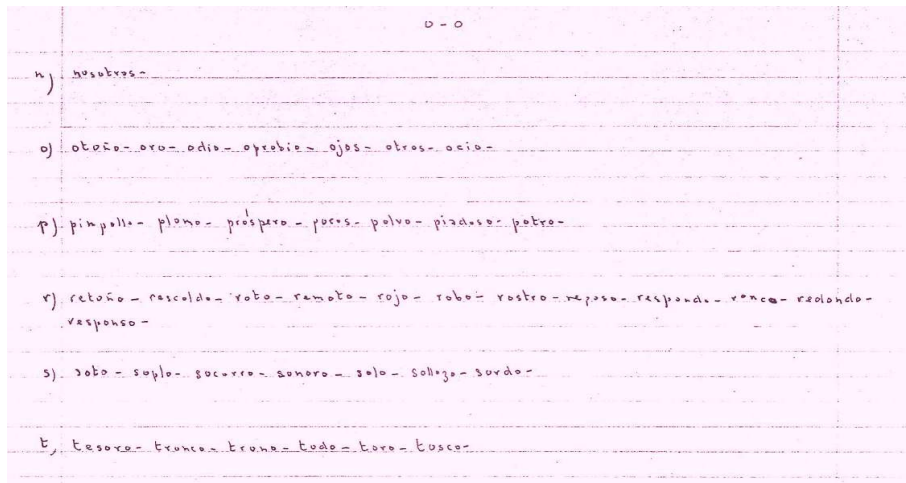 o - o
n) nosotros -
o) otoño - oro - odio - oprobio - ojos - otros - ocio -
p) pimpollo - plomo - próspero - pocos - polvo - piadoso - potro -
r) retoño - rescoldo - roto - remoto - rojo - robo - rostro - reposo - respondo - ronco - redondo -
responso -
s) soto - soplo - socorro - sonoro - solo - sollozo - sordo -
t) tesoro - tronco - trono - todo - toro - tosco -